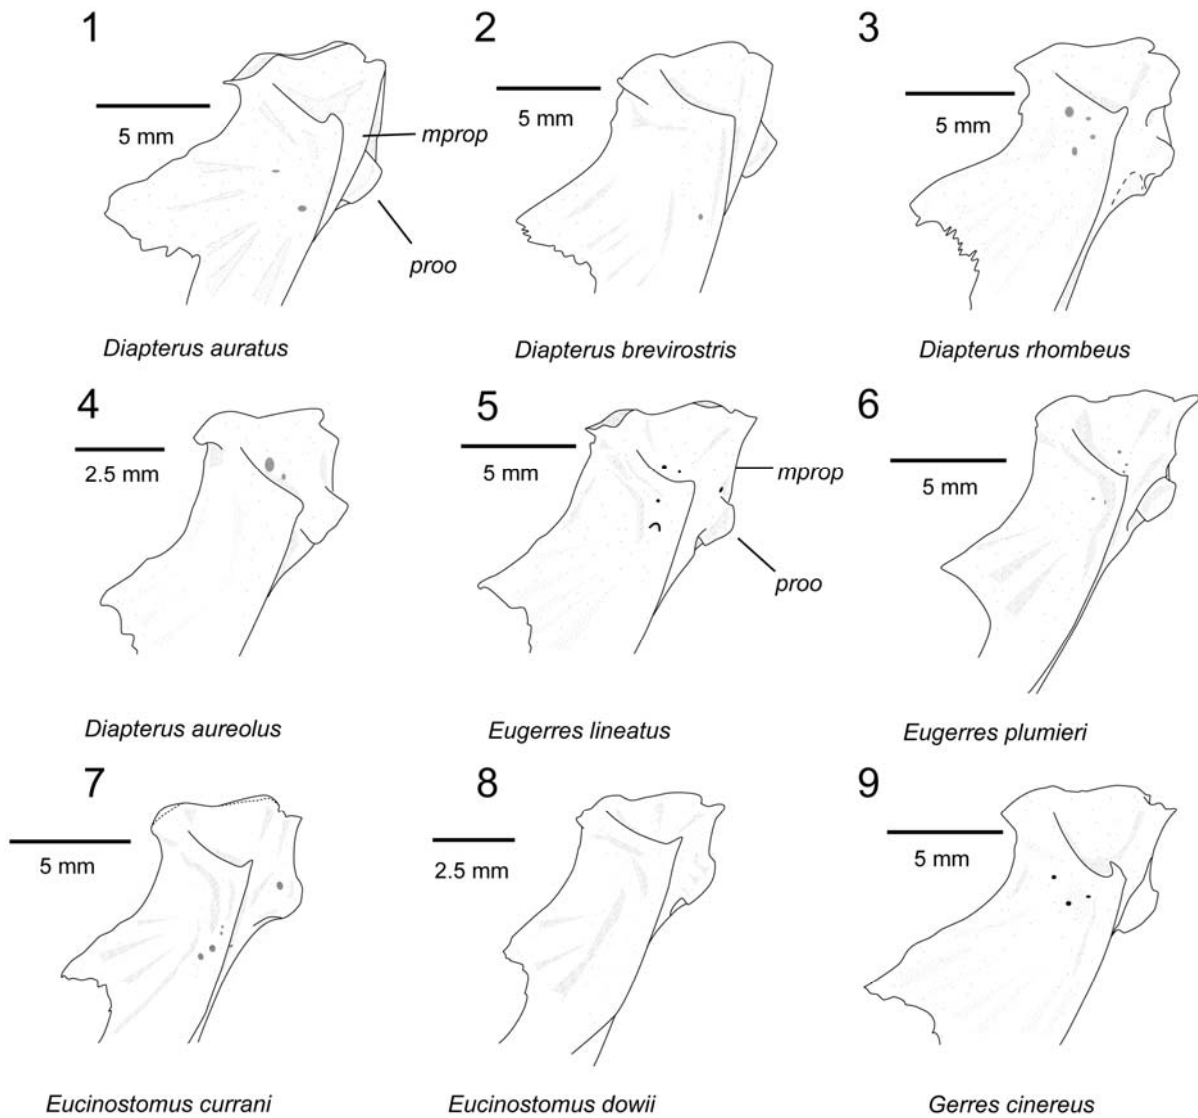 1
2
3
5 mm
mprop
proo
5 mm
5 mm
Diapterus auratus
Diapterus brevirostris
Diapterus rhombeus
4
5
6
2.5 mm
5 mm
mprop
proo
5 mm
Diapterus aureolus
Eugerres lineatus
Eugerres plumieri
7
8
9
5 mm
2.5 mm
5 mm
Eucinostomus currani
Eucinostomus dowii
Gerres cinereus